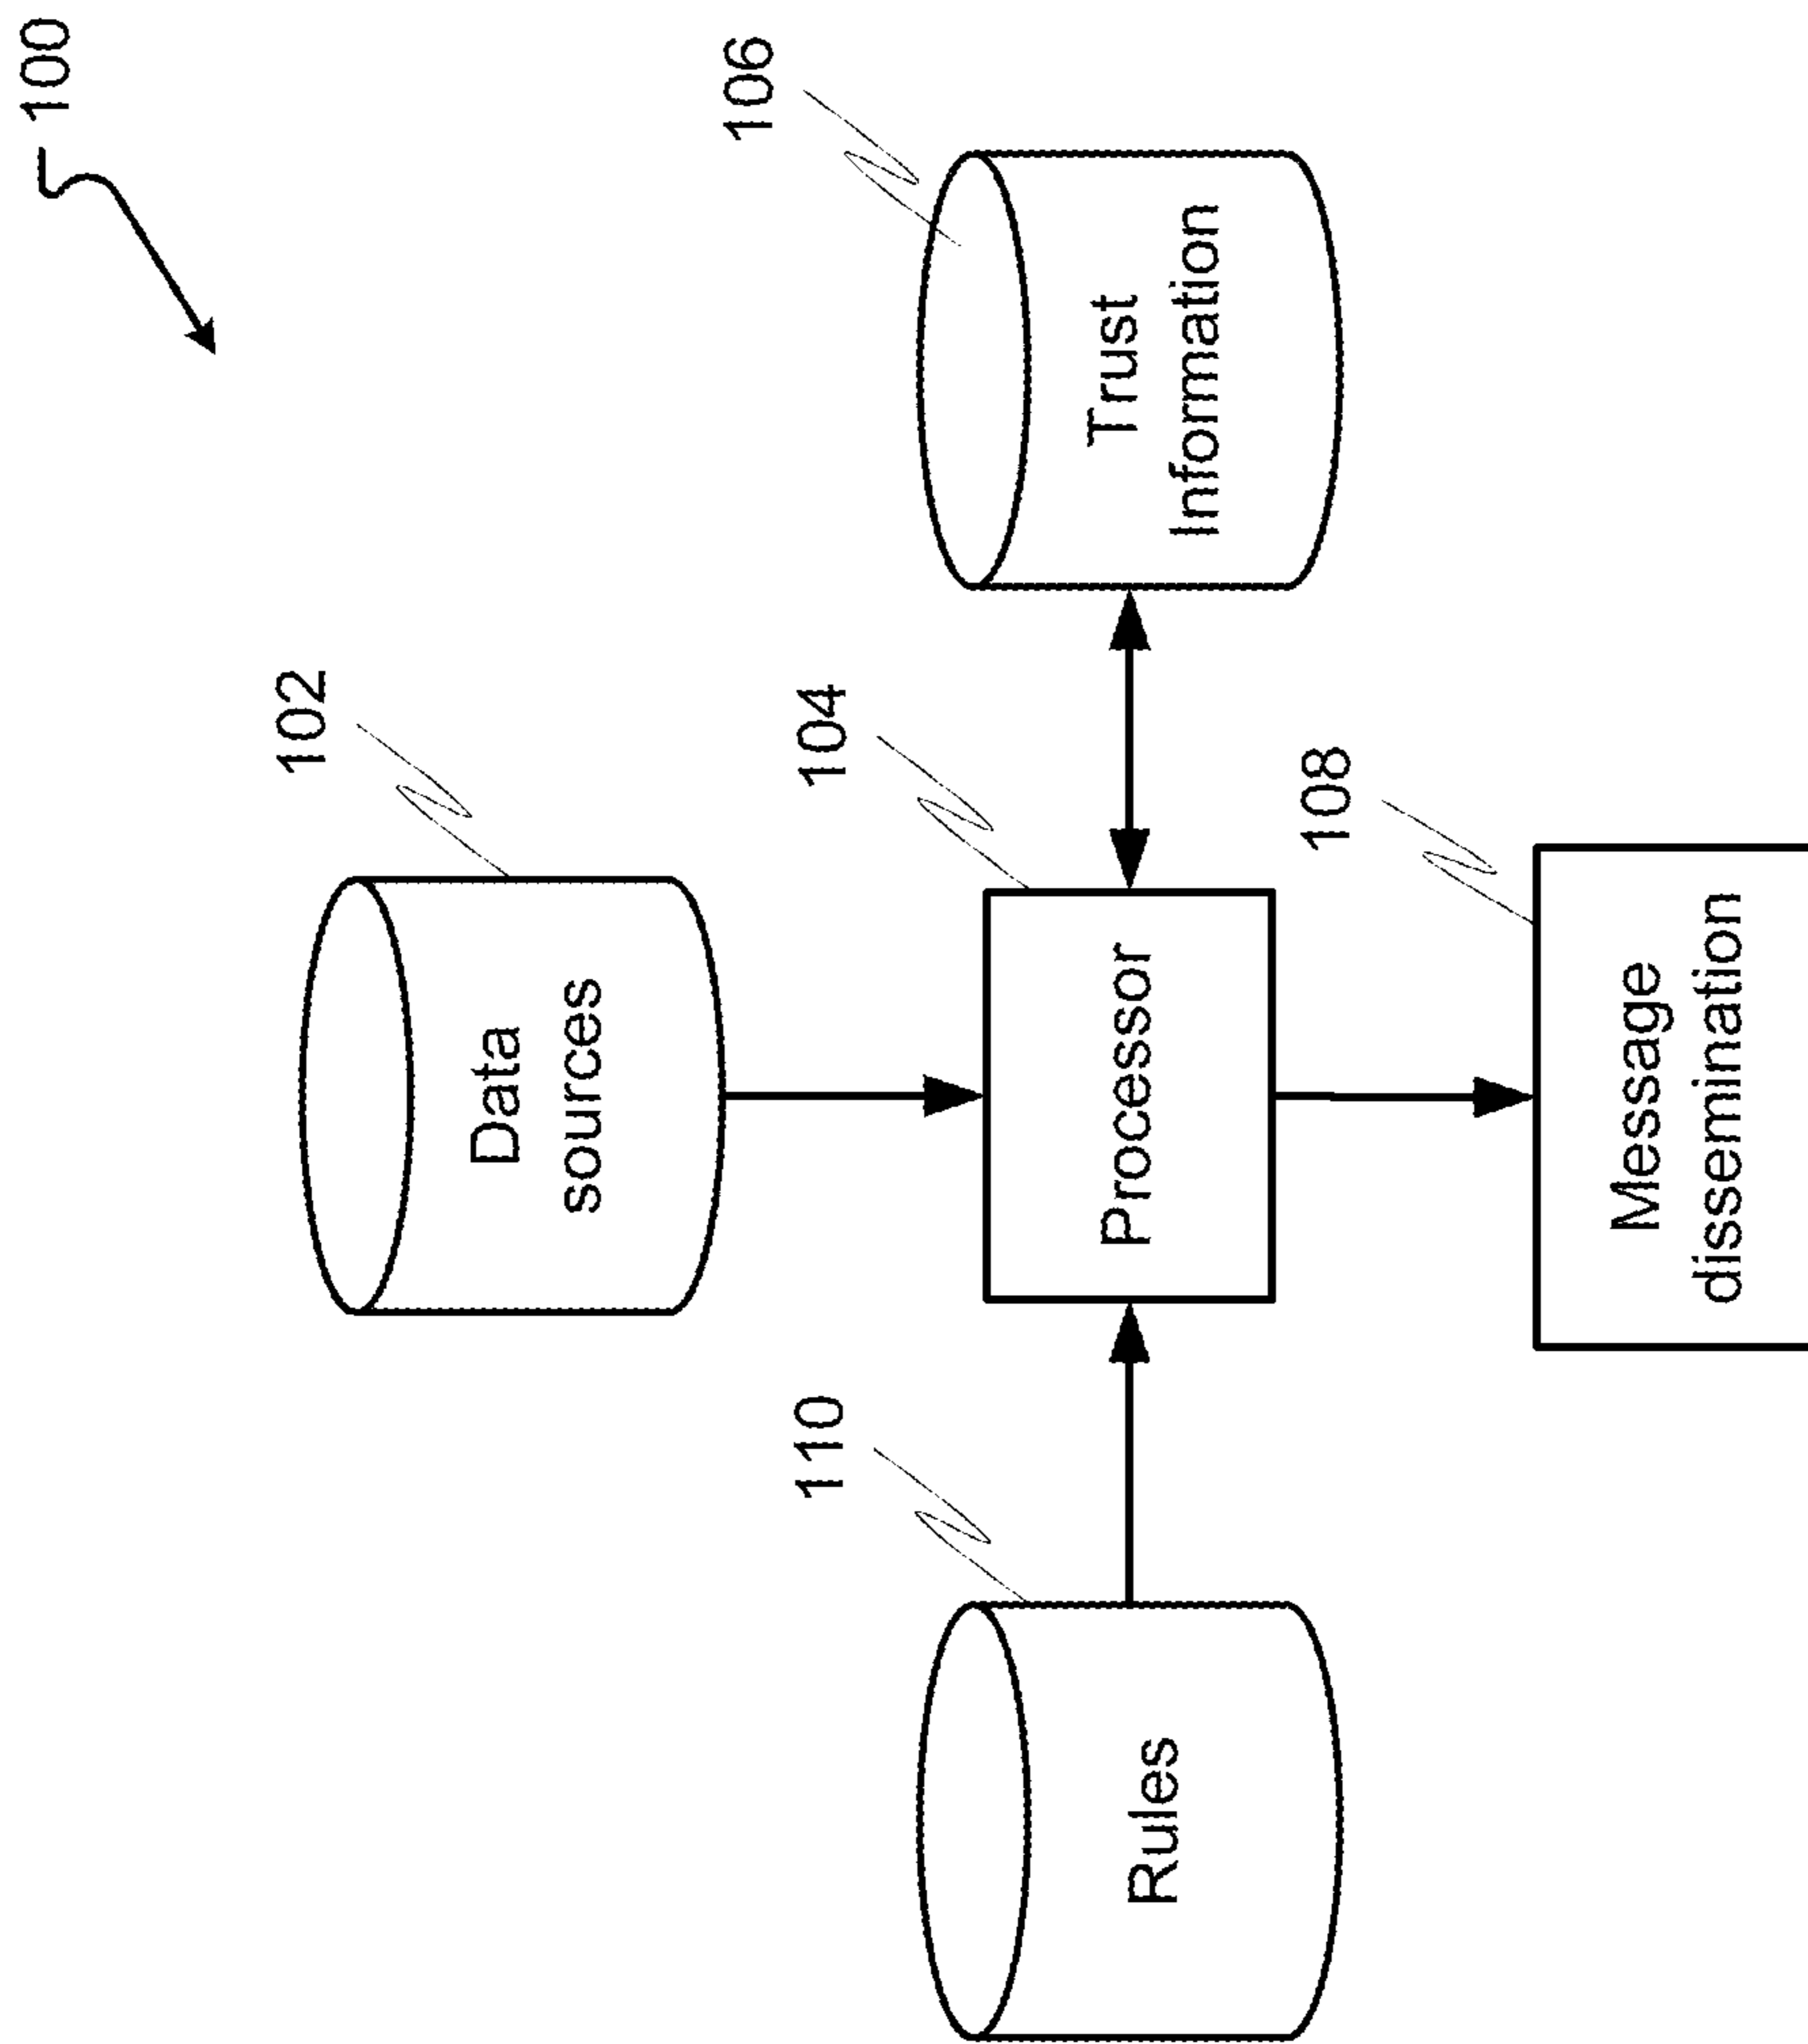 100
102
Data
sources
110
104
106
Rules
Processor
Trust
Information
108
Message
dissemination